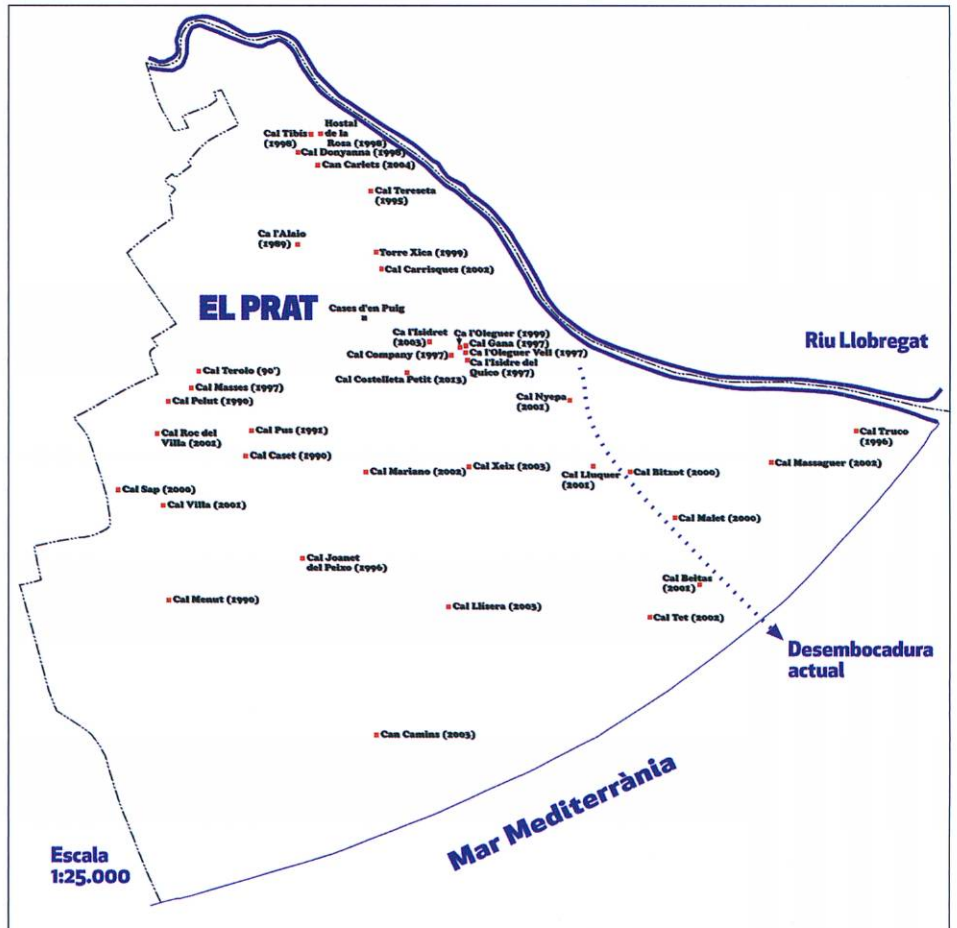 Cal Tibis
(1998)
Hostal
de la
Rosa (1998)
Cal Donyanna (1998)
Can Carlets (2004)
Cal Tereseta
(1995)
Ca l'Alaio
(1989)
Torre Xica (1999)
Cal Carrisques (2002)
EL PRAT
Cases d'en Puig
Riu Llobregat
Ca l'Isidret
(2003)
Ca l'Oleguer (1999)
Cal Gana (1997)
Cal Company (1997)
Ca l'Oleguer Vell (1997)
Ca l'Isidre del
Quico (1997)
Cal Costelleta Petit (2013)
Cal Terolo (90')
Cal Masses (1997)
Cal Pelut (1990)
Cal Nyepa
(2001)
Cal Roc del
Villa (2002)
Cal Pus (1991)
Cal Truco
(1996)
Cal Caset (1990)
Cal Mariano (2002)
Cal Xeix (2003)
Cal Lluquer
(2001)
Cal Bitxot (2000)
Cal Massaguer (2002)
Cal Sap (2000)
Cal Villa (2001)
Cal Malet (2000)
Cal Joanet
del Peixo (1996)
Cal Beitas
(2001)
Cal Menut (1990)
Cal Llisera (2003)
Cal Tet (2002)
Desembocadura
actual
Can Camins (2003)
Mar Mediterrània
Escala
1:25.000